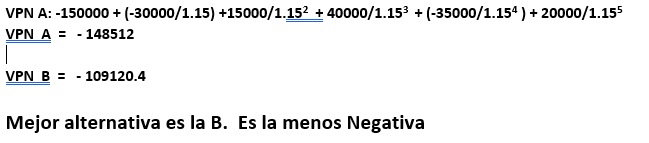 VPN A: -150000 + (-30000/1.15) +15000/1.15² + 40000/1.15³ + (-35000/1.15⁴ ) + 20000/1.15⁵
VPN A = - 148512
VPN B = - 109120.4
Mejor alternativa es la B. Es la menos Negativa